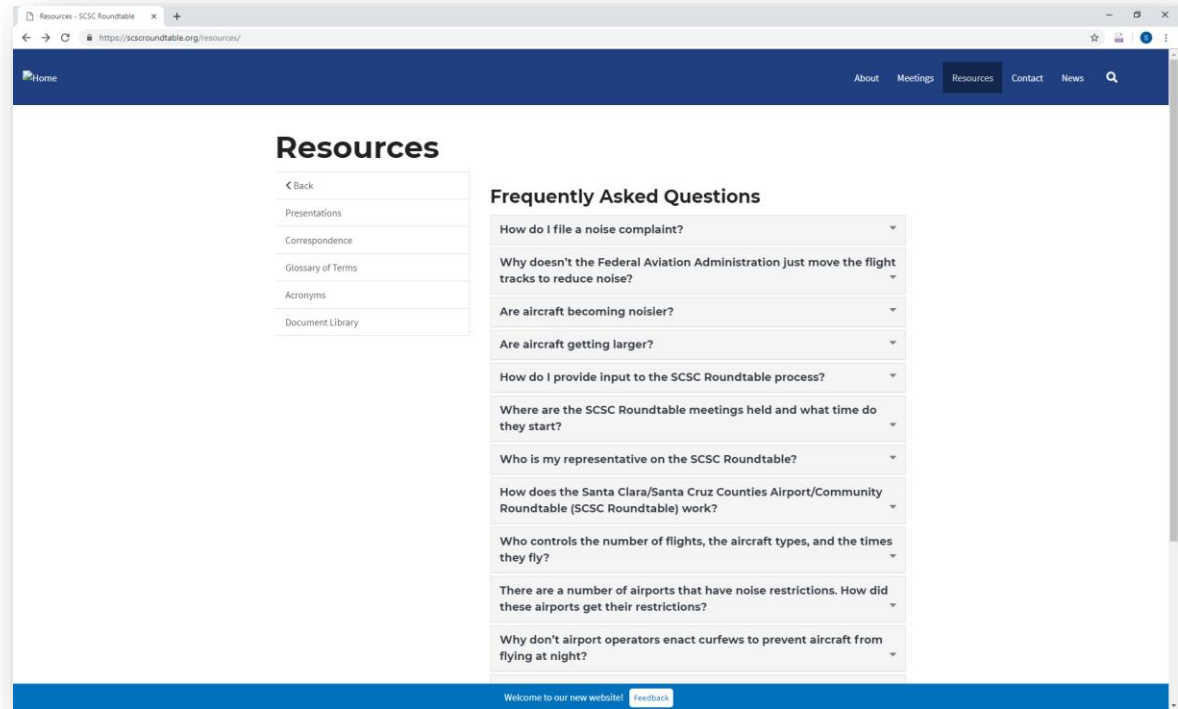 Resources - SCSC Roundtable
https://scscroundtable.org/resources/
S
Home
About Meetings Resources Contact News
Resources
Back
Presentations
Correspondence
Glossary of Terms
Acronyms
Document Library
Frequently Asked Questions
How do I file a noise complaint?
Why doesn’t the Federal Aviation Administration just move the flight
tracks to reduce noise?
Are aircraft becoming noisier?
Are aircraft getting larger?
How do I provide input to the SCSC Roundtable process?
Where are the SCSC Roundtable meetings held and what time do
they start?
Who is my representative on the SCSC Roundtable?
How does the Santa Clara/Santa Cruz Counties Airport/Community
Roundtable (SCSC Roundtable) work?
Who controls the number of flights, the aircraft types, and the times
they fly?
There are a number of airports that have noise restrictions. How did
these airports get their restrictions?
Why don’t airport operators enact curfews to prevent aircraft from
flying at night?
Welcome to our new website! Feedback